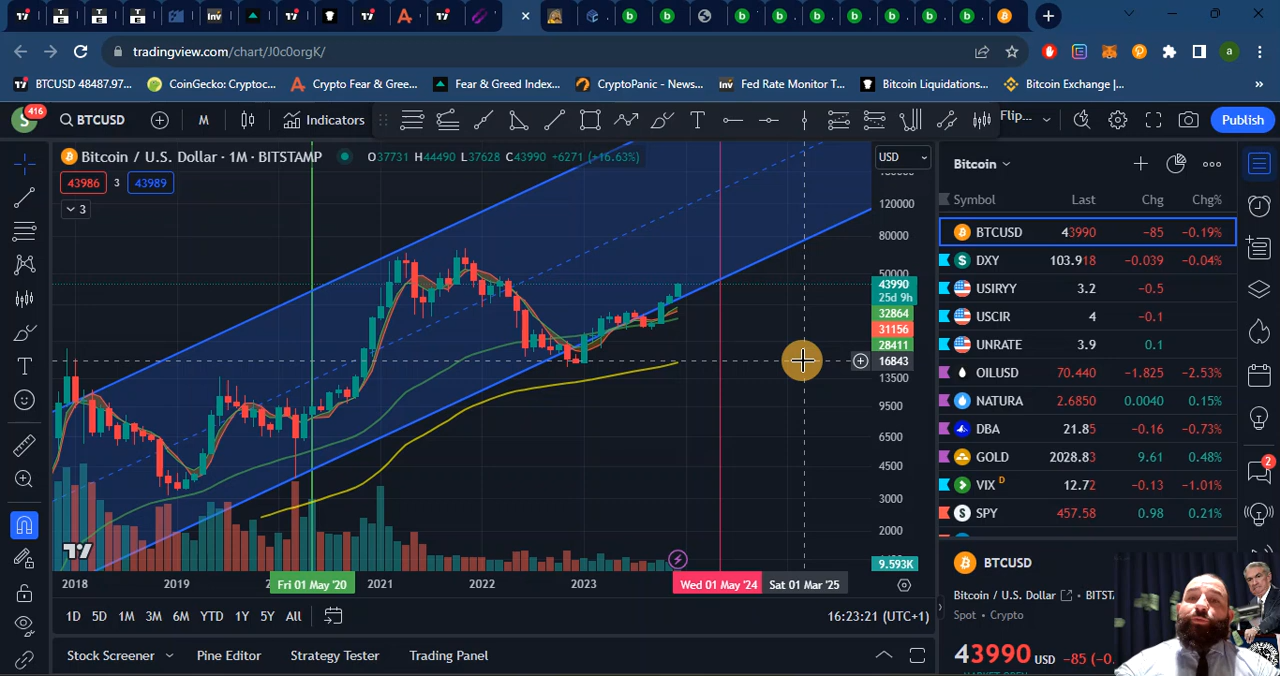 tradingview.com/chart/J0c0orgK/
BTCUSD 48487.97...
CoinGecko: Cryptoc...
Crypto Fear & Gree...
Fear & Greed Index...
CryptoPanic - News...
Fed Rate Monitor T...
Bitcoin Liquidations...
Bitcoin Exchange |...
S
416
BTCUSD
M
Indicators
Flip...
Publish
Bitcoin / U.S. Dollar · 1M · BITSTAMP
O37731 H44490 L37628 C43990 +6271 (+16.63%)
43986
3
43989
3
USD
120000
80000
50000
43990
25d 9h
32864
31156
28411
16843
13500
9500
6500
4500
3000
2000
9.593K
2018
2019
Fri 01 May '20
2021
2022
2023
Wed 01 May '24
Sat 01 Mar '25
1D
5D
1M
3M
6M
YTD
1Y
5Y
All
16:23:21 (UTC+1)
Stock Screener
Pine Editor
Strategy Tester
Trading Panel
Bitcoin
Symbol Last Chg Chg%
BTCUSD 43990 -85 -0.19%
DXY 103.918 -0.039 -0.04%
USIRYY 3.2 -0.5
USCIR 4 -0.1
UNRATE 3.9 0.1
OILUSD 70.440 -1.825 -2.53%
NATURA 2.6850 0.0040 0.15%
DBA 21.85 -0.16 -0.73%
GOLD 2028.83 9.61 0.48%
VIX D 12.72 -0.13 -1.01%
SPY 457.58 0.98 0.21%
2
BTCUSD
Bitcoin / U.S. Dollar
BITSTA
Spot · Crypto
43990 USD -85 (-0.